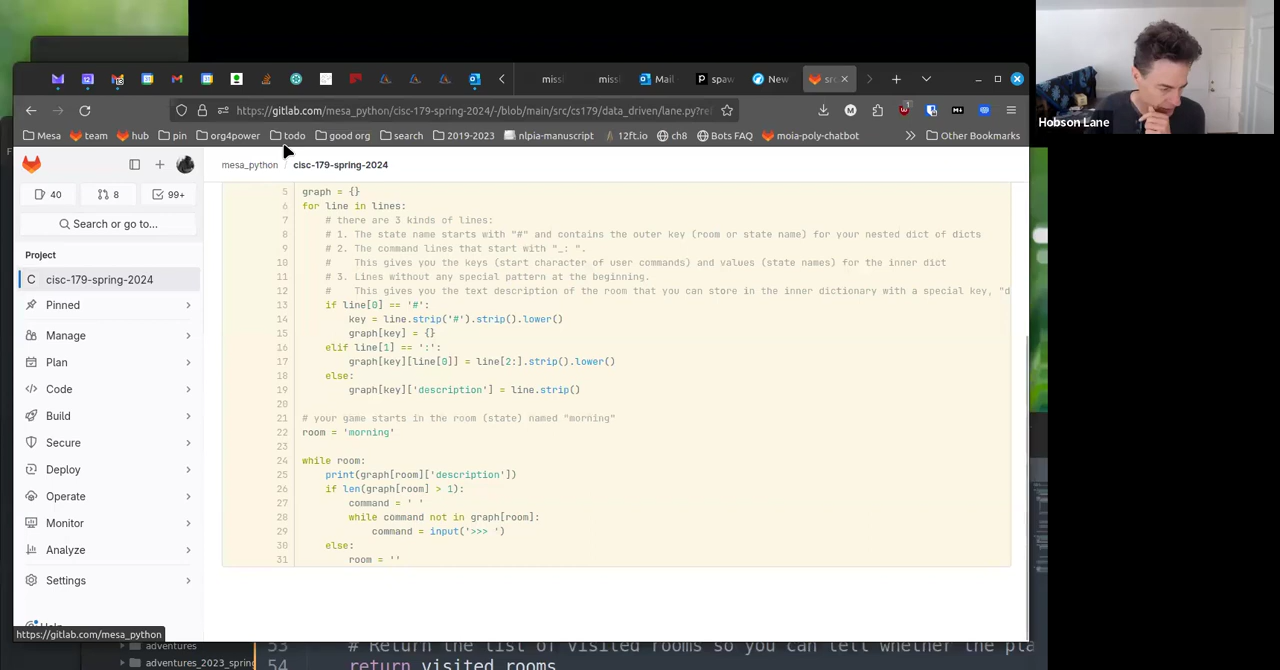 missi
missi
Mail
spaw
New
src
https://gitlab.com/mesa_python/cisc-179-spring-2024/-/blob/main/src/cs179/data_driven/lane.py?re
Mesa
team
hub
pin
org4power
todo
good org
search
2019-2023
nlpia-manuscript
12ft.io
ch8
Bots FAQ
moia-poly-chatbot
Other Bookmarks
Hobson Lane
mesa_python / cisc-179-spring-2024
40
8
99+
Search or go to...
Project
C cisc-179-spring-2024
Pinned
Manage
Plan
Code
Build
Secure
Deploy
Operate
Monitor
Analyze
Settings
Help
https://gitlab.com/mesa_python
5 graph = {}
6 for line in lines:
7 # there are 3 kinds of lines:
8 # 1. The state name starts with "#" and contains the outer key (room or state name) for your nested dict of dicts
9 # 2. The command lines that start with "_: ".
10 # This gives you the keys (start character of user commands) and values (state names) for the inner dict
11 # 3. Lines without any special pattern at the beginning.
12 # This gives you the text description of the room that you can store in the inner dictionary with a special key, "d
13 if line[0] == '#':
14 key = line.strip('#').strip().lower()
15 graph[key] = {}
16 elif line[1] == ':':
17 graph[key][line[0]] = line[2:].strip().lower()
18 else:
19 graph[key]['description'] = line.strip()
20
21 # your game starts in the room (state) named "morning"
22 room = 'morning'
23
24 while room:
25 print(graph[room]['description'])
26 if len(graph[room] > 1):
27 command = ' '
28 while command not in graph[room]:
29 command = input('>>> ')
30 else:
31 room = ''
adventures
adventures_2023_spring
53 # Return the list of visited rooms so you can tell whether the pla
54 return visited_rooms